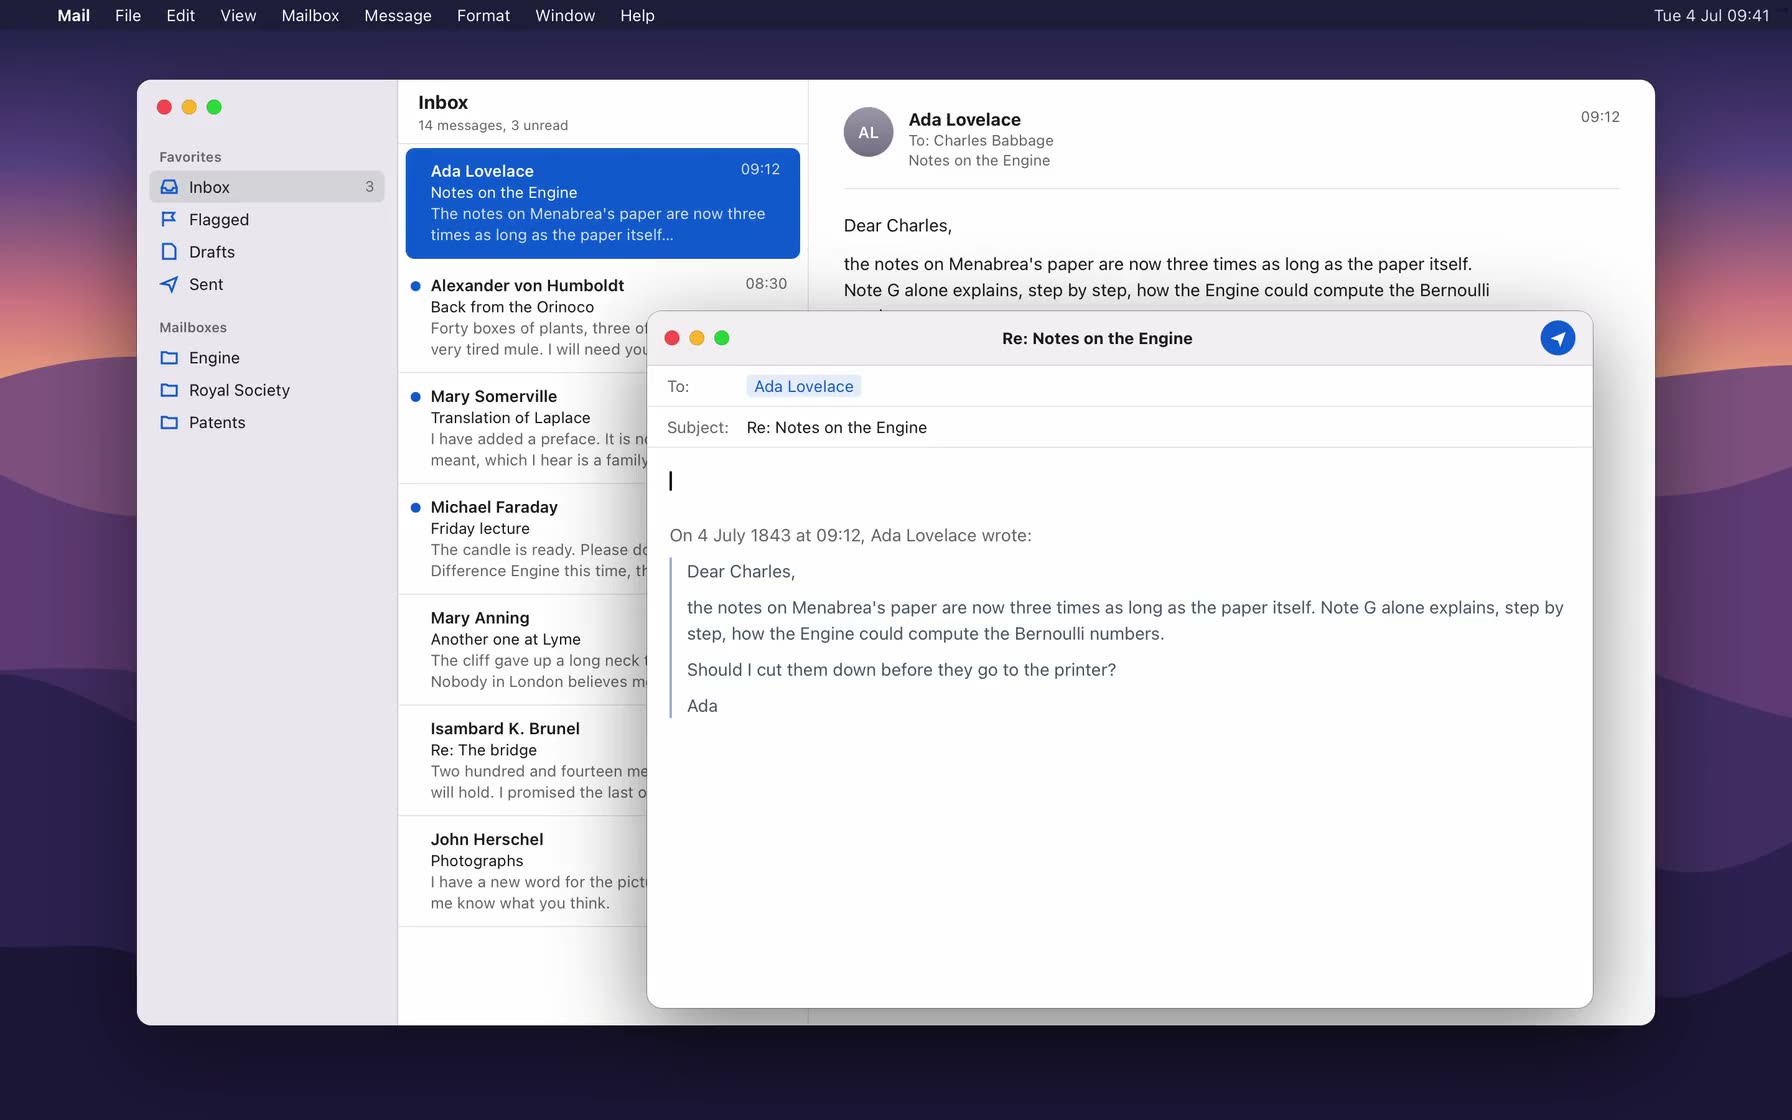 Mail File Edit View Mailbox Message Format Window Help
Tue 4 Jul 09:41
Favorites
Inbox 3
Flagged
Drafts
Sent
Mailboxes
Engine
Royal Society
Patents
Inbox
14 messages, 3 unread
Ada Lovelace 09:12
Notes on the Engine
The notes on Menabrea's paper are now three
times as long as the paper itself...
Alexander von Humboldt 08:30
Back from the Orinoco
Forty boxes of plants, three of
very tired mule. I will need you
Mary Somerville
Translation of Laplace
I have added a preface. It is
meant, which I hear is a family
Michael Faraday
Friday lecture
The candle is ready. Please
Difference Engine this time,
Mary Anning
Another one at Lyme
The cliff gave up a long neck
Nobody in London believes
Isambard K. Brunel
Re: The bridge
Two hundred and fourteen
will hold. I promised the last
John Herschel
Photographs
I have a new word for the
me know what you think.
AL
Ada Lovelace 09:12
To: Charles Babbage
Notes on the Engine
Dear Charles,
the notes on Menabrea's paper are now three times as long as the paper itself.
Note G alone explains, step by step, how the Engine could compute the Bernoulli
Re: Notes on the Engine
To: Ada Lovelace
Subject: Re: Notes on the Engine
On 4 July 1843 at 09:12, Ada Lovelace wrote:
Dear Charles,
the notes on Menabrea's paper are now three times as long as the paper itself. Note G alone explains, step by
step, how the Engine could compute the Bernoulli numbers.
Should I cut them down before they go to the printer?
Ada